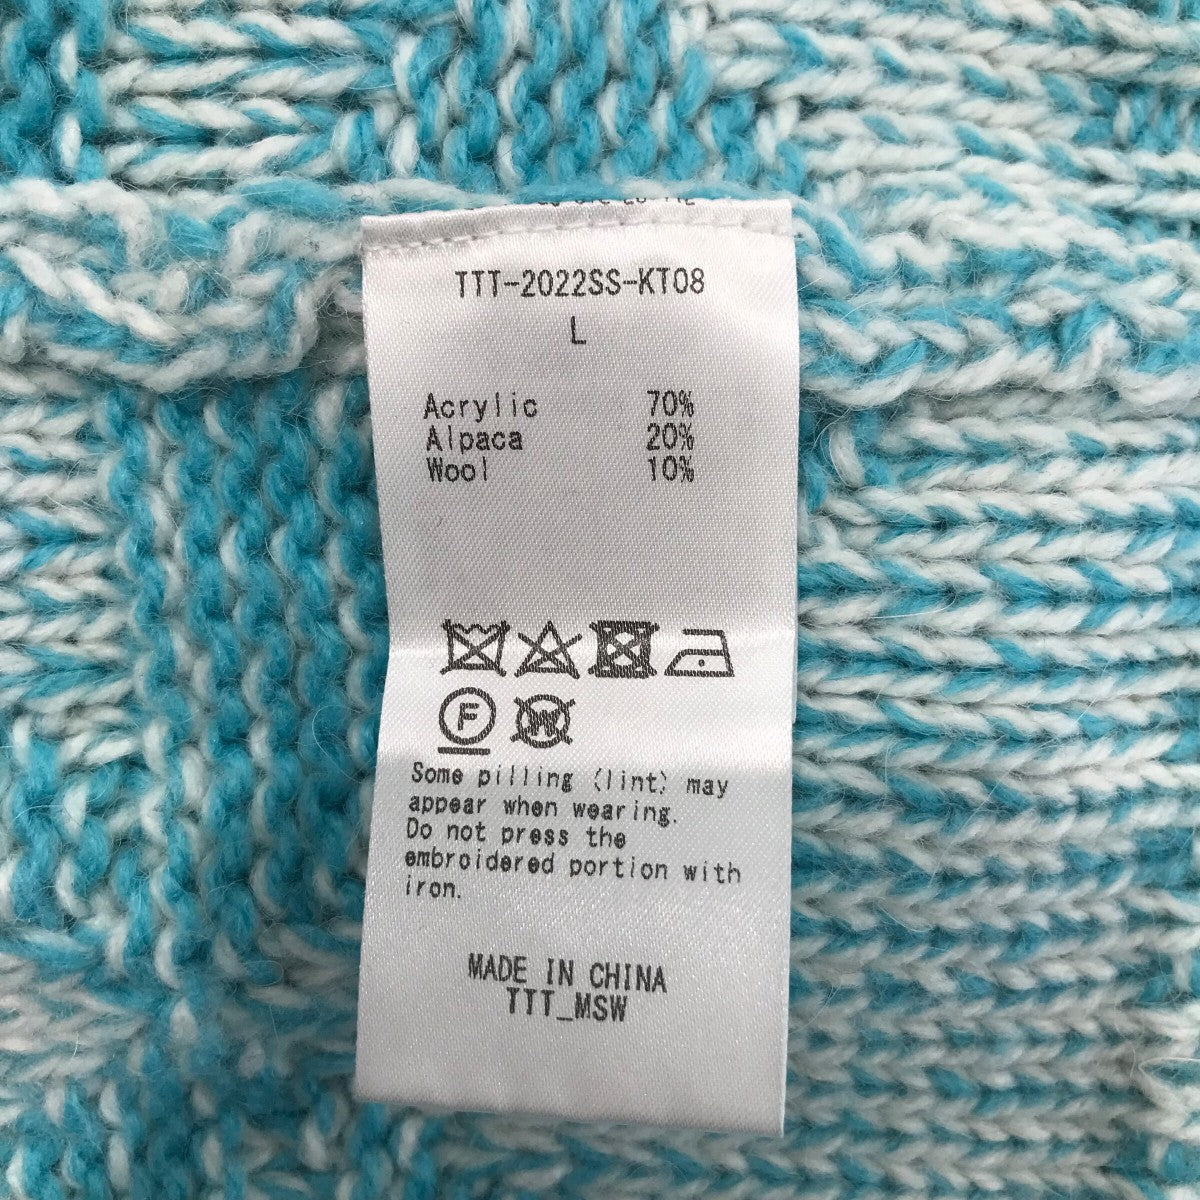 TTT-2022SS-KT08
L
Acrylic 70%
Alpaca 20%
Wool 10%
F W
Some pilling (lint) may
appear when wearing.
Do not press the
embroidered portion with
iron.
MADE IN CHINA
TTT_MSW